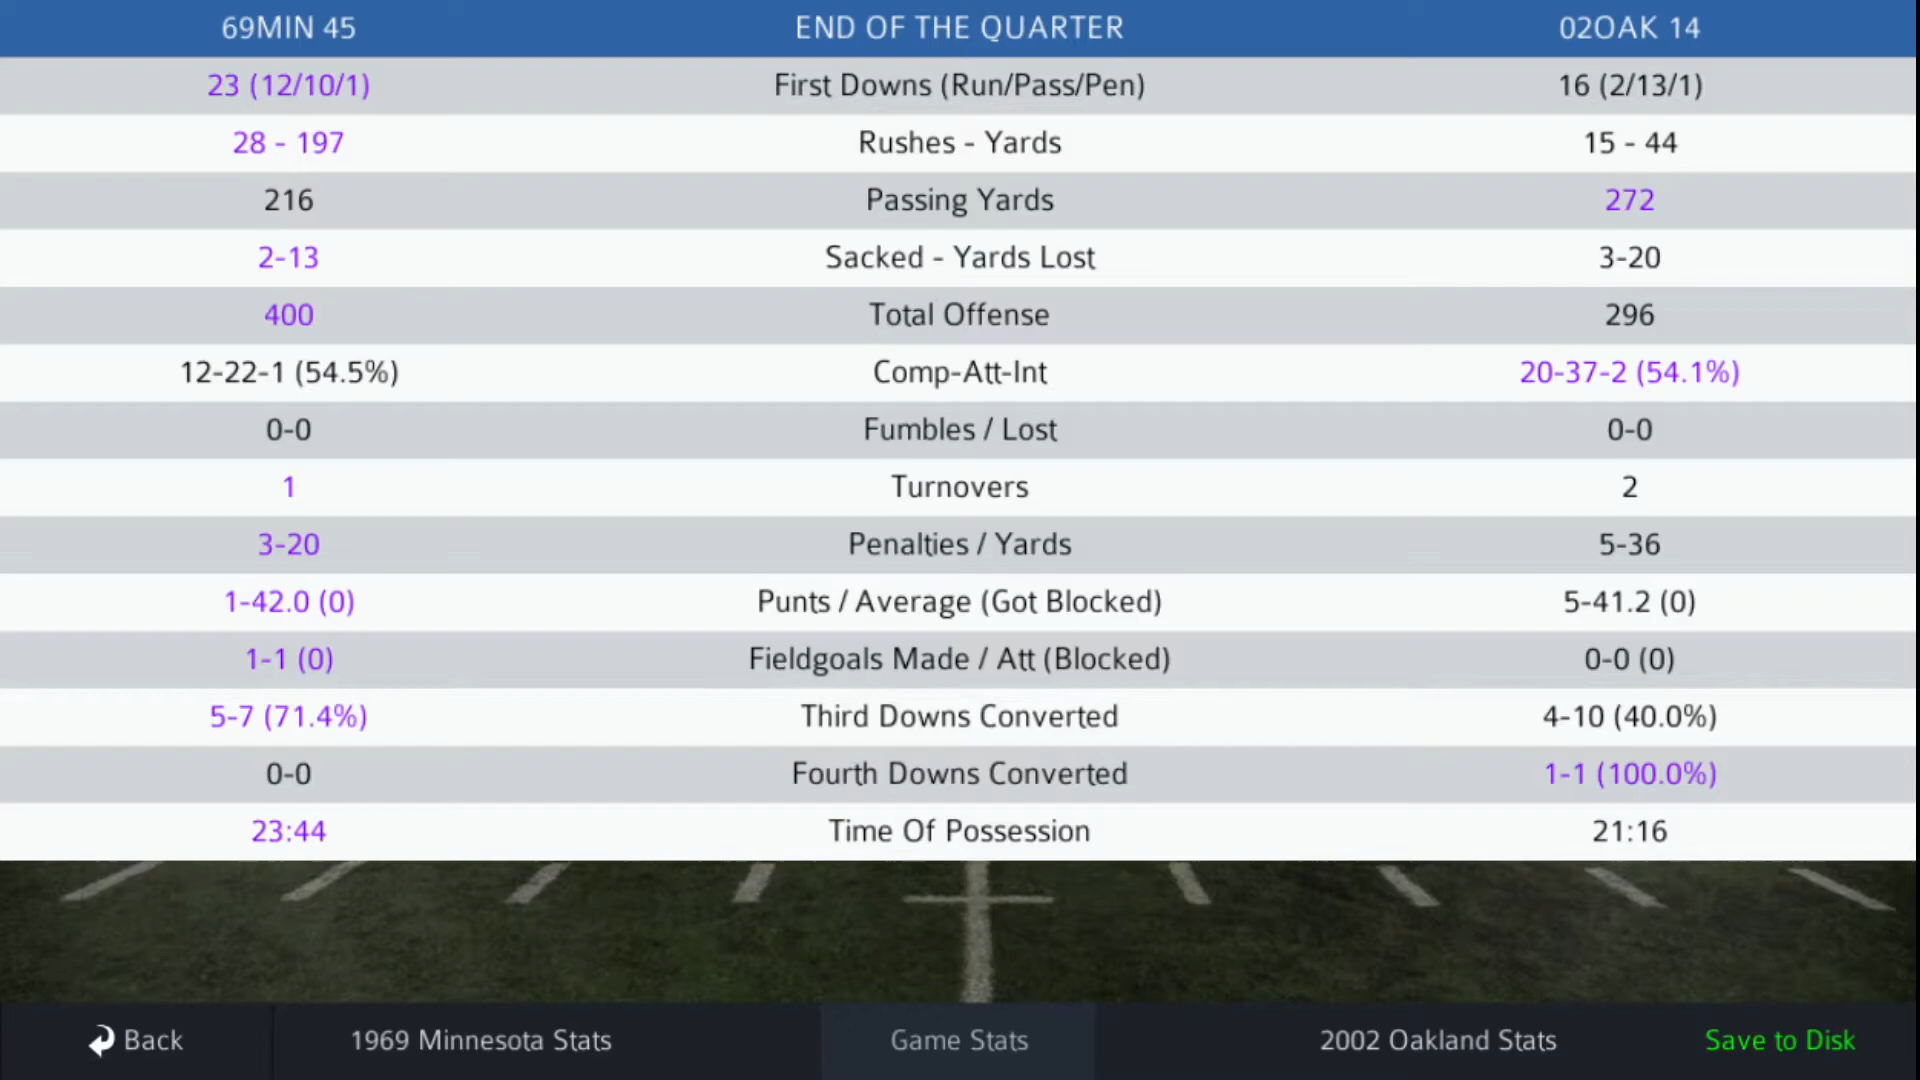 69MIN 45 END OF THE QUARTER 02OAK 14
23 (12/10/1) First Downs (Run/Pass/Pen) 16 (2/13/1)
28 - 197 Rushes - Yards 15 - 44
216 Passing Yards 272
2-13 Sacked - Yards Lost 3-20
400 Total Offense 296
12-22-1 (54.5%) Comp-Att-Int 20-37-2 (54.1%)
0-0 Fumbles / Lost 0-0
1 Turnovers 2
3-20 Penalties / Yards 5-36
1-42.0 (0) Punts / Average (Got Blocked) 5-41.2 (0)
1-1 (0) Fieldgoals Made / Att (Blocked) 0-0 (0)
5-7 (71.4%) Third Downs Converted 4-10 (40.0%)
0-0 Fourth Downs Converted 1-1 (100.0%)
23:44 Time Of Possession 21:16
Back 1969 Minnesota Stats Game Stats 2002 Oakland Stats Save to Disk